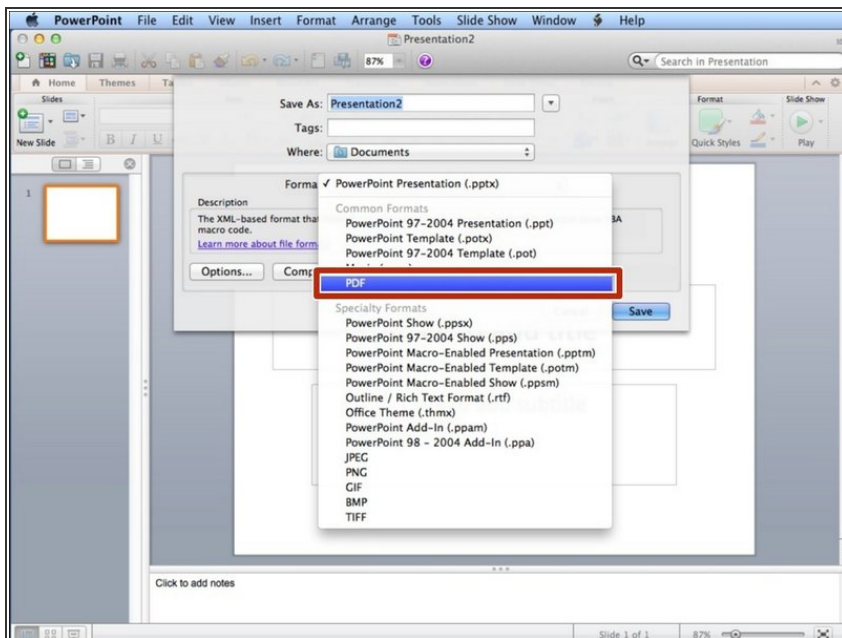 PowerPoint File Edit View Insert Format Arrange Tools Slide Show Window Help
Presentation2
87%
Search in Presentation
Home Themes Ta
Slides
Format
Slide Show
New Slide
B I U
Quick Styles
Play
Save As: Presentation2
Tags:
Where: Documents
Forma ✓ PowerPoint Presentation (.pptx)
Description
The XML-based format that
BA
macro code.
Learn more about file form
Options...
Comp
Common Formats
PowerPoint 97-2004 Presentation (.ppt)
PowerPoint Template (.potx)
PowerPoint 97-2004 Template (.pot)
PDF
Specialty Formats
PowerPoint Show (.ppsx)
PowerPoint 97-2004 Show (.pps)
PowerPoint Macro-Enabled Presentation (.pptm)
PowerPoint Macro-Enabled Template (.potm)
PowerPoint Macro-Enabled Show (.ppsm)
Outline / Rich Text Format (.rtf)
Office Theme (.thmx)
PowerPoint Add-In (.ppam)
PowerPoint 98 - 2004 Add-In (.ppa)
JPEG
PNG
GIF
BMP
TIFF
Save
1
Click to add notes
Slide 1 of 1
87%